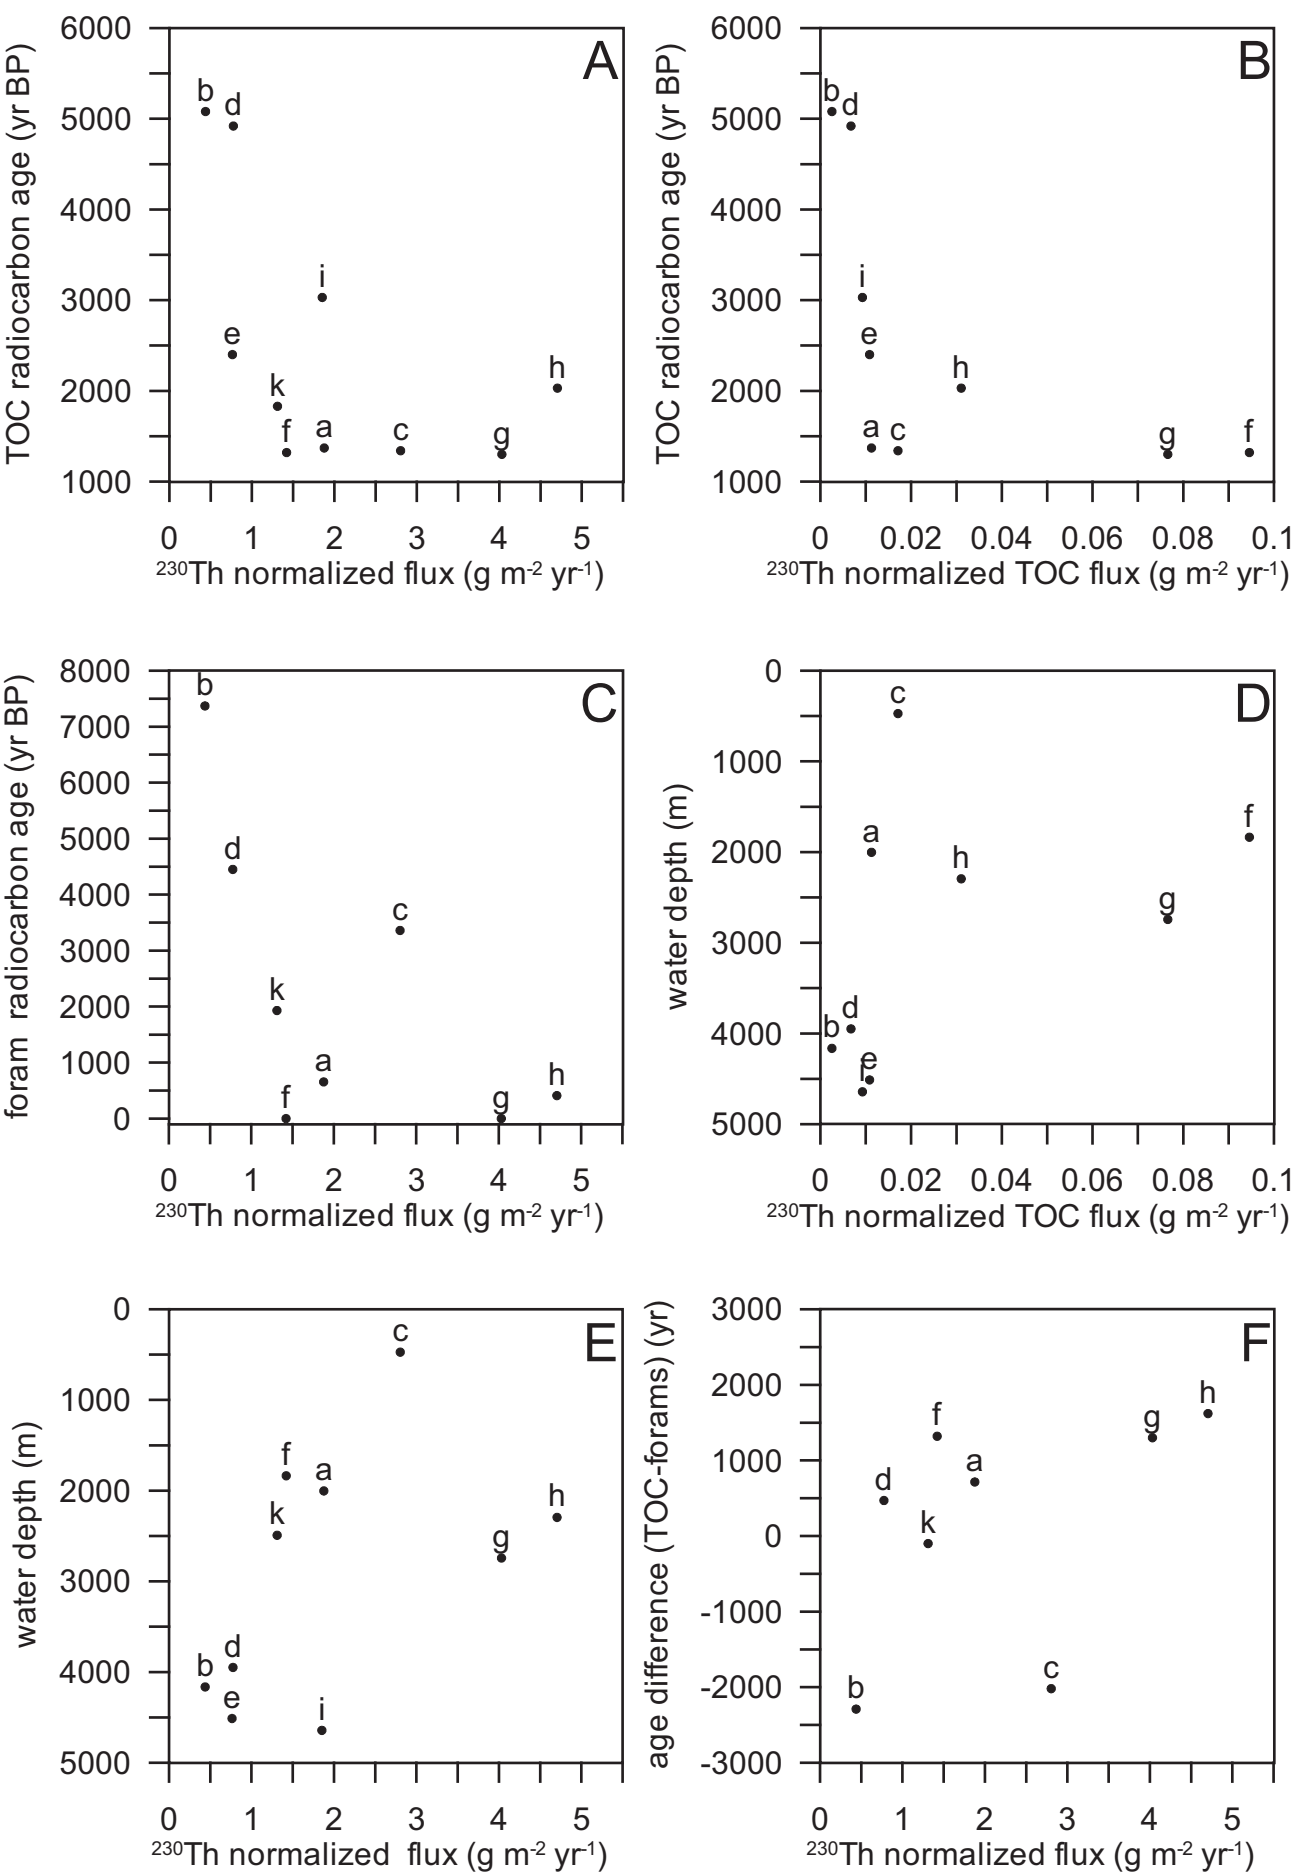 A
TOC radiocarbon age (yr BP)
6000
5000
4000
3000
2000
1000
b
d
i
e
k
f
a
c
g
h
0 1 2 3 4 5
²³⁰Th normalized flux (g m⁻² yr⁻¹)
B
TOC radiocarbon age (yr BP)
6000
5000
4000
3000
2000
1000
b
d
i
e
h
a
c
g
f
0 0.02 0.04 0.06 0.08 0.1
²³⁰Th normalized TOC flux (g m⁻² yr⁻¹)
C
foram radiocarbon age (yr BP)
8000
7000
6000
5000
4000
3000
2000
1000
0
b
d
c
k
a
f
g
h
0 1 2 3 4 5
²³⁰Th normalized flux (g m⁻² yr⁻¹)
D
water depth (m)
0
1000
2000
3000
4000
5000
c
f
a
h
g
d
b
e
i
0 0.02 0.04 0.06 0.08 0.1
²³⁰Th normalized TOC flux (g m⁻² yr⁻¹)
E
water depth (m)
0
1000
2000
3000
4000
5000
c
f
a
k
h
g
d
b
e
i
0 1 2 3 4 5
²³⁰Th normalized flux (g m⁻² yr⁻¹)
F
age difference (TOC-forams) (yr)
3000
2000
1000
0
-1000
-2000
-3000
h
f
g
a
d
k
c
b
0 1 2 3 4 5
²³⁰Th normalized flux (g m⁻² yr⁻¹)